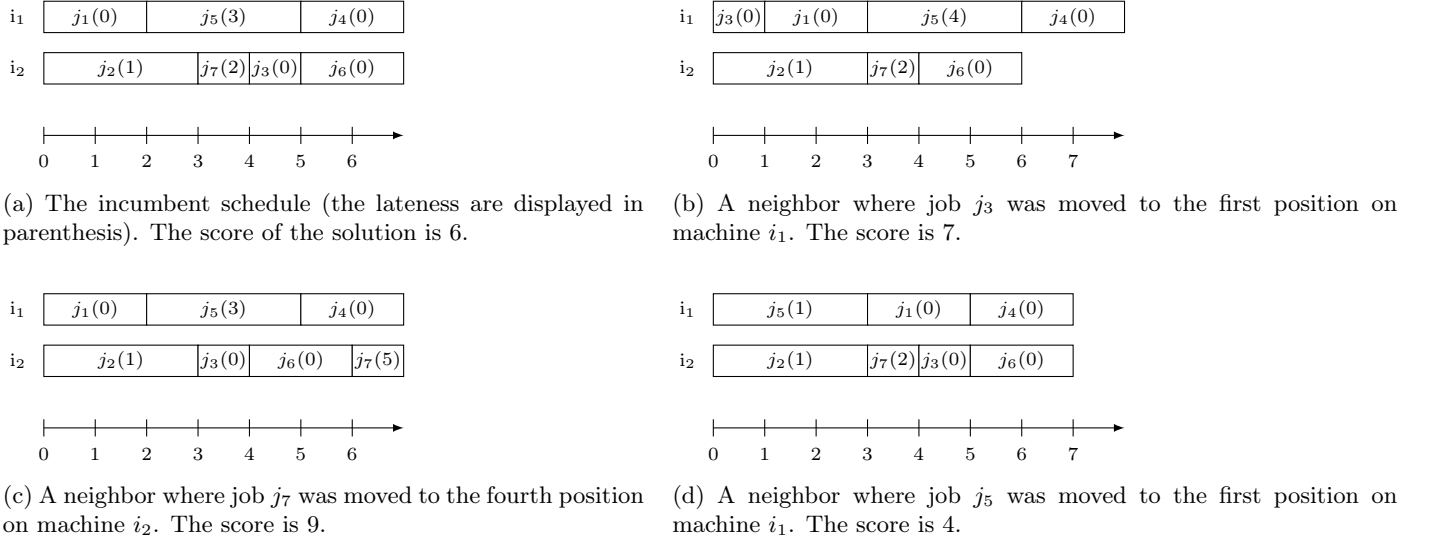 i₁ j₁(0) j₅(3) j₄(0)
i₂ j₂(1) j₇(2) j₃(0) j₆(0)
0 1 2 3 4 5 6
(a) The incumbent schedule (the lateness are displayed in
parenthesis). The score of the solution is 6.
i₁ j₃(0) j₁(0) j₅(4) j₄(0)
i₂ j₂(1) j₇(2) j₆(0)
0 1 2 3 4 5 6 7
(b) A neighbor where job j₃ was moved to the first position on
machine i₁. The score is 7.
i₁ j₁(0) j₅(3) j₄(0)
i₂ j₂(1) j₃(0) j₆(0) j₇(5)
0 1 2 3 4 5 6
(c) A neighbor where job j₇ was moved to the fourth position
on machine i₂. The score is 9.
i₁ j₅(1) j₁(0) j₄(0)
i₂ j₂(1) j₇(2) j₃(0) j₆(0)
0 1 2 3 4 5 6 7
(d) A neighbor where job j₅ was moved to the first position on
machine i₁. The score is 4.